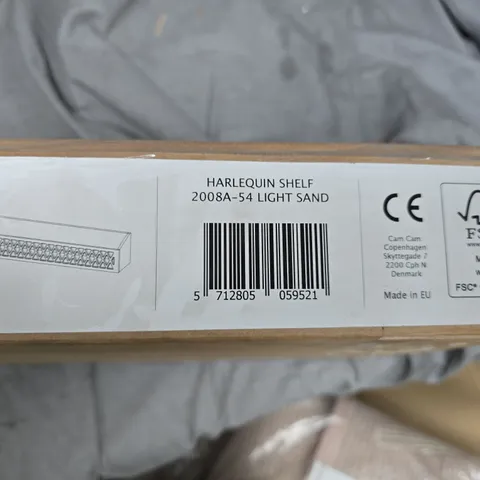 HARLEQUIN SHELF
2008A-54 LIGHT SAND
5 712805 059521
CE
Cam Cam
Copenhagen
Skyttegade 7
2200 Cph N
Denmark
Made in EU
FSC®